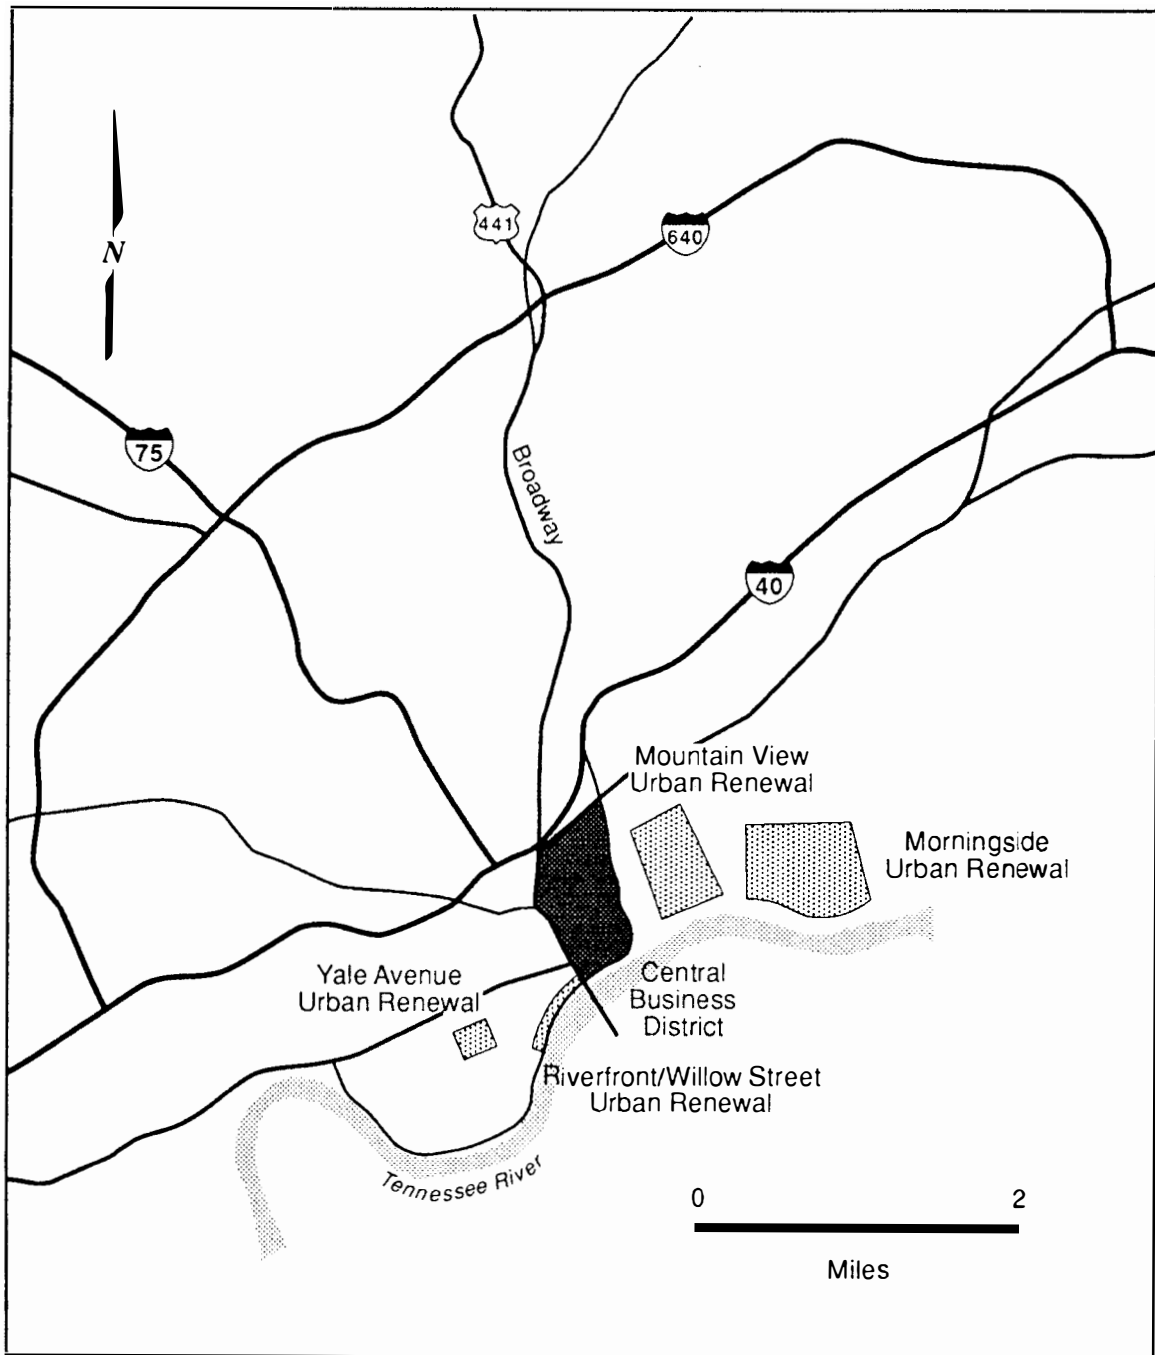 441
640
N
75
Broadway
40
Mountain View
Urban Renewal
Morningside
Urban Renewal
Yale Avenue
Urban Renewal
Central
Business
District
Riverfront/Willow Street
Urban Renewal
Tennessee River
0 2
Miles